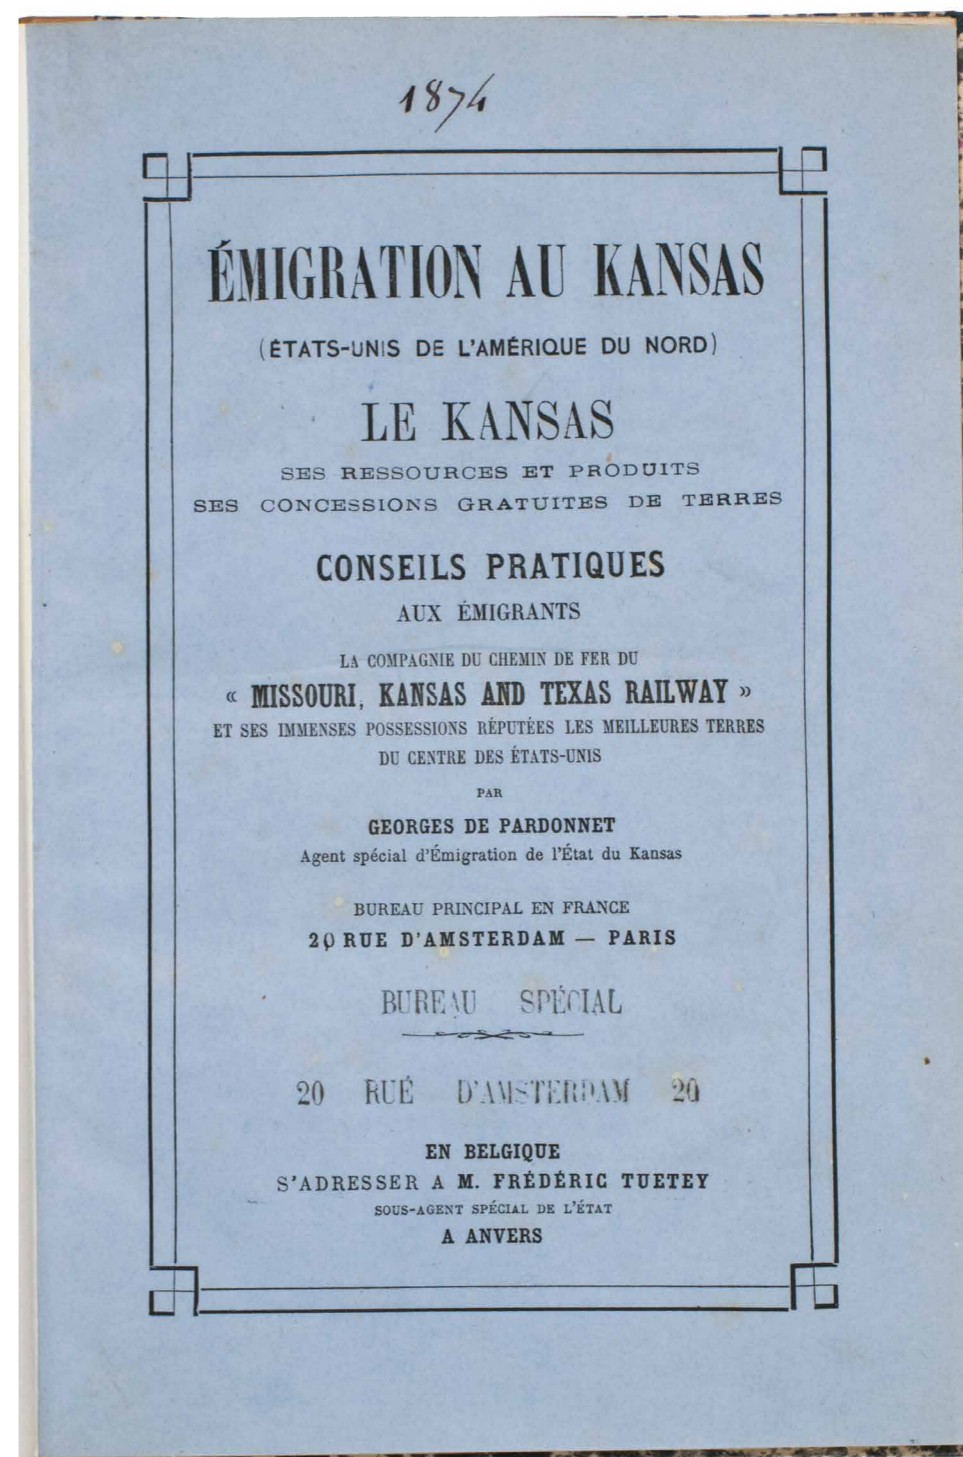 1874
ÉMIGRATION AU KANSAS
(ÉTATS-UNIS DE L'AMÉRIQUE DU NORD)
LE KANSAS
SES RESSOURCES ET PRODUITS
SES CONCESSIONS GRATUITES DE TERRES
CONSEILS PRATIQUES
AUX ÉMIGRANTS
LA COMPAGNIE DU CHEMIN DE FER DU
« MISSOURI, KANSAS AND TEXAS RAILWAY »
ET SES IMMENSES POSSESSIONS RÉPUTÉES LES MEILLEURES TERRES
DU CENTRE DES ÉTATS-UNIS
PAR
GEORGES DE PARDONNET
Agent spécial d'Émigration de l'État du Kansas
BUREAU PRINCIPAL EN FRANCE
20 RUE D'AMSTERDAM — PARIS
BUREAU SPÉCIAL
20 RUÉ D'AMSTERDAM 20
EN BELGIQUE
S'ADRESSER A M. FRÉDÉRIC TUETEY
SOUS-AGENT SPÉCIAL DE L'ÉTAT
A ANVERS